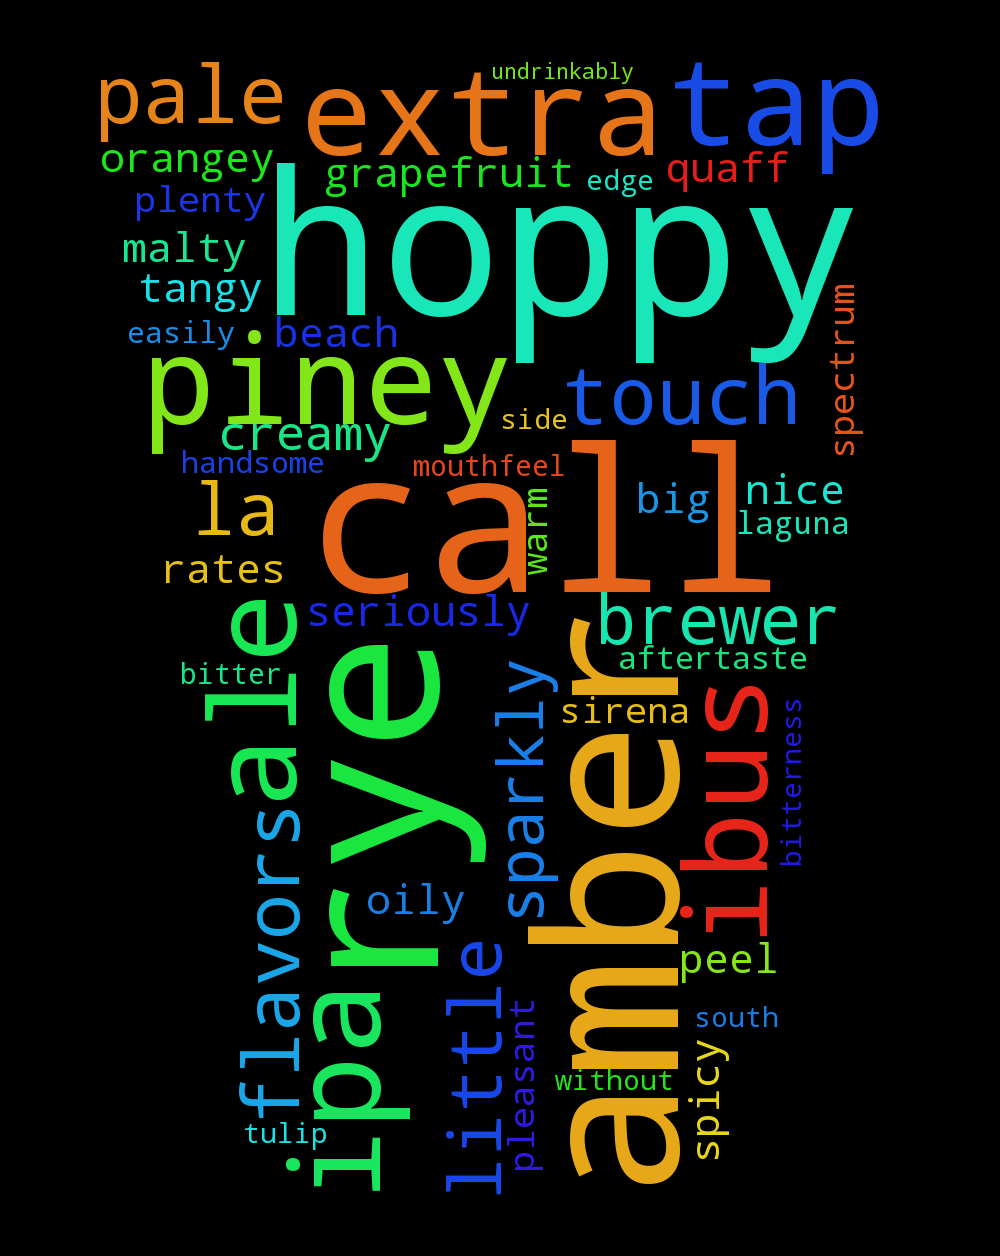 undrinkably
pale
extra
tap
orangey
grapefruit
edge
quaff
plenty
hoppy
malty
tangy
spectrum
easily
beach
piney
touch
side
creamy
handsome
mouthfeel
call
la
warm
big
nice
laguna
rates
seriously
brewer
ale
rye
amber
aftertaste
bitter
sparkly
sirena
ibus
bitterness
flavors
oily
little
peel
ipa
pleasant
south
without
spicy
tulip